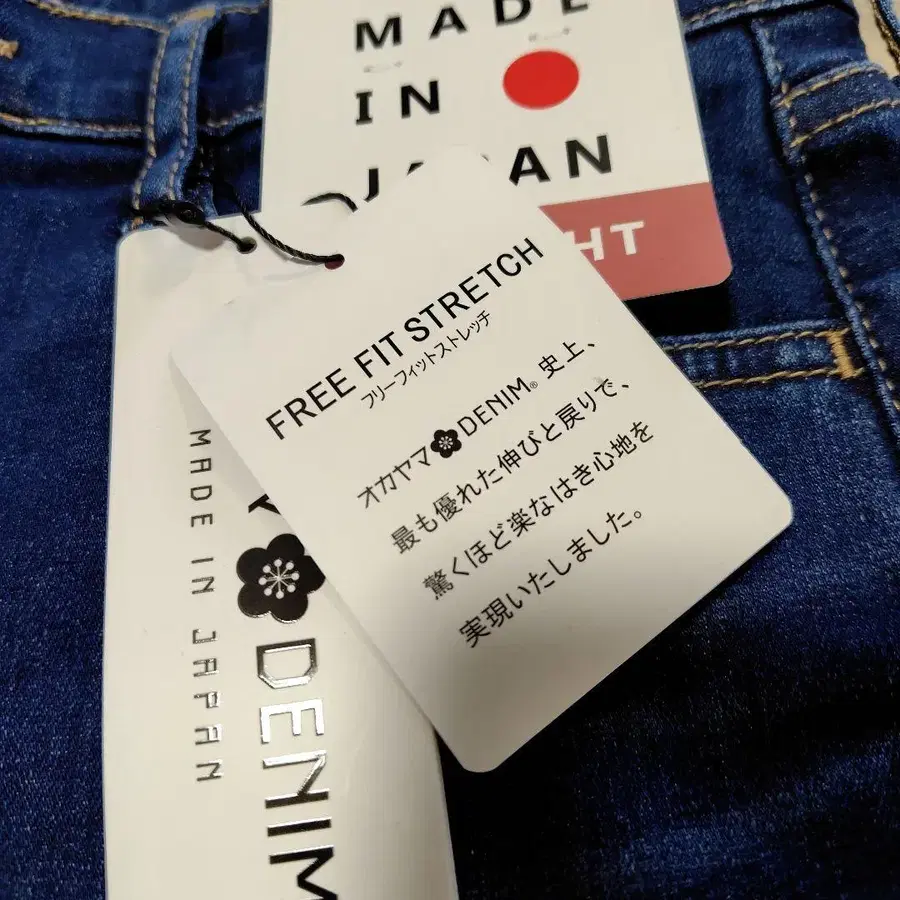 MADE
IN
JAPAN
HT
FREE FIT STRETCH
フリーフィットストレッチ
オカヤマ DENIM® 史上、
最も優れた伸びと戻りで、
驚くほど楽なはき心地を
実現いたしました。
MADE IN JAPAN
DENIM